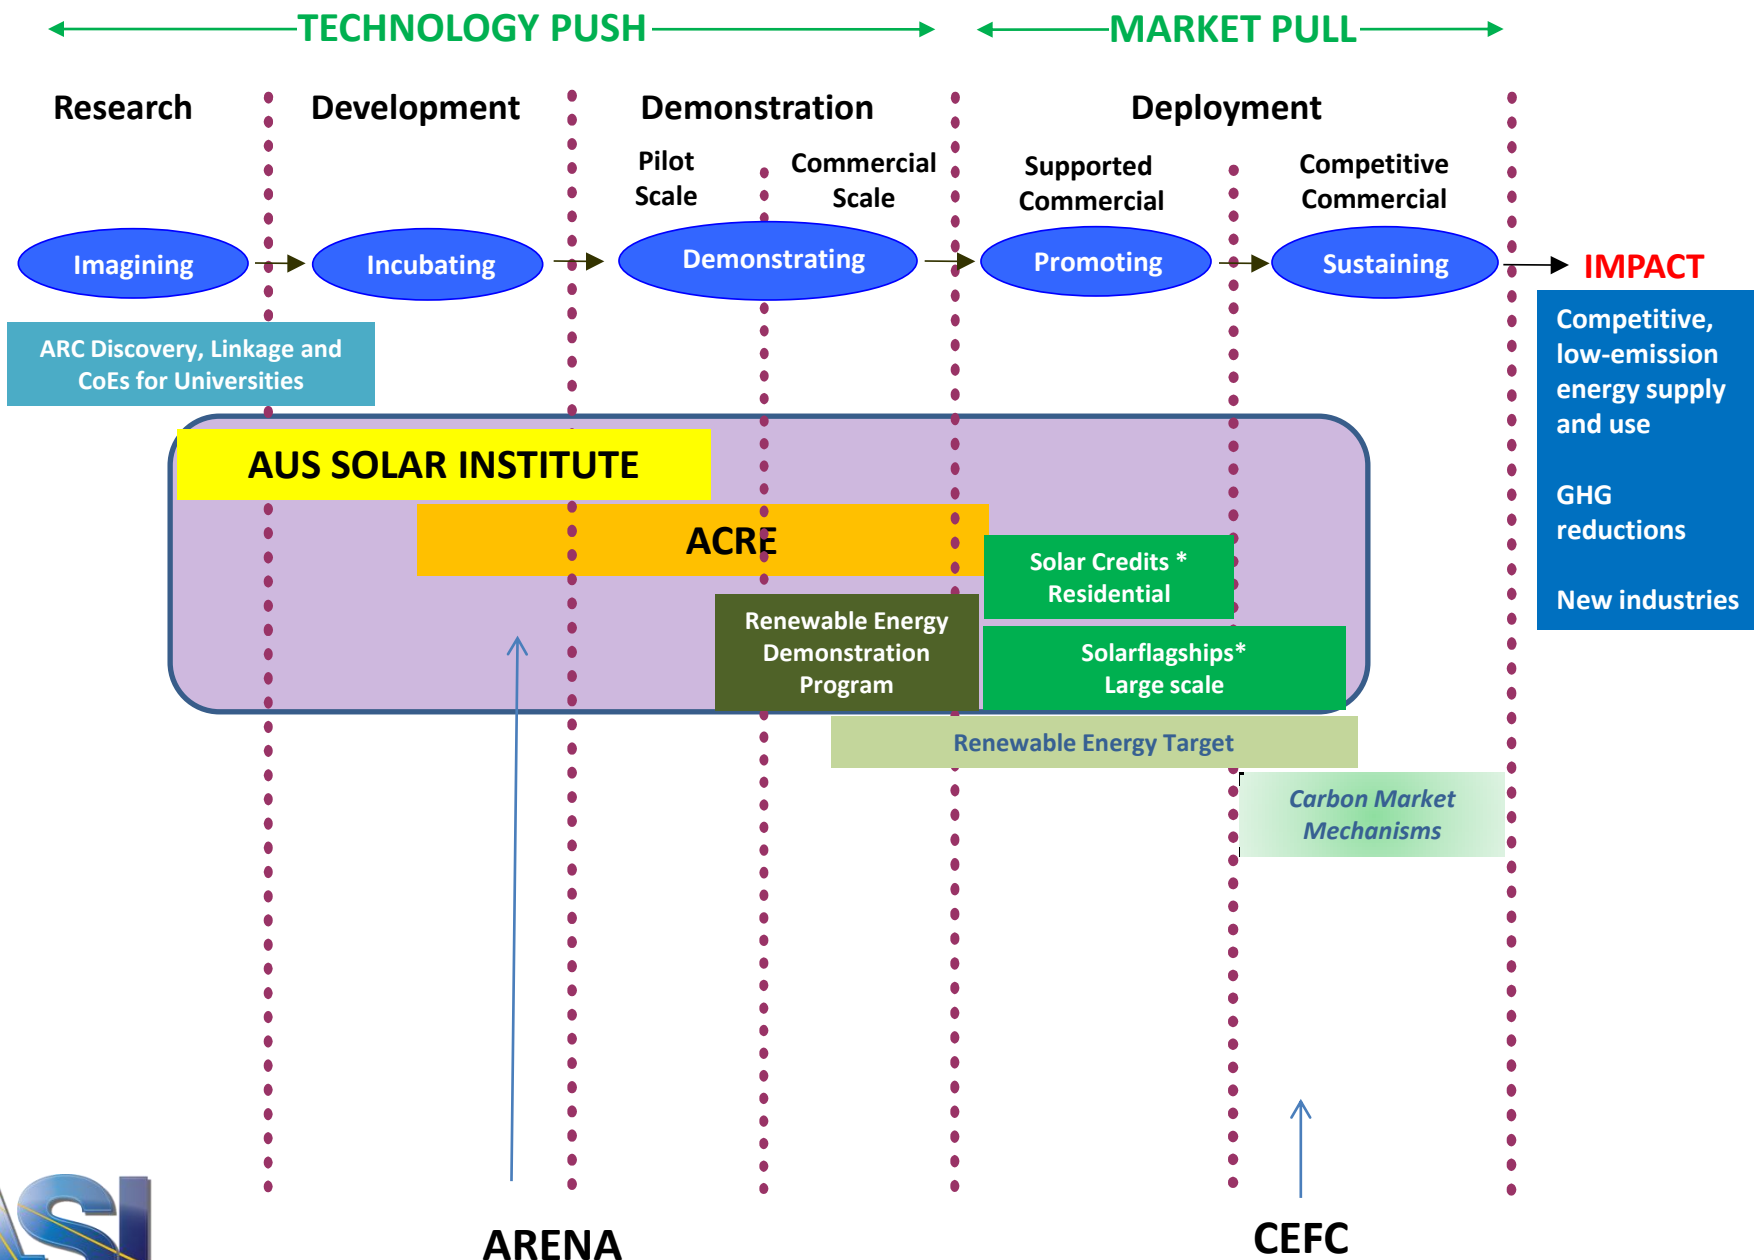 TECHNOLOGY PUSH
MARKET PULL
Research
Development
Demonstration
Deployment
Pilot
Scale
Commercial
Scale
Supported
Commercial
Competitive
Commercial
Imagining
Incubating
Demonstrating
Promoting
Sustaining
IMPACT
Competitive,
low-emission
energy supply
and use
GHG
reductions
New industries
ARC Discovery, Linkage and
CoEs for Universities
AUS SOLAR INSTITUTE
ACRE
Solar Credits *
Residential
Renewable Energy
Demonstration
Program
Solarflagships*
Large scale
Renewable Energy Target
Carbon Market
Mechanisms
ARENA
CEFC
ASI